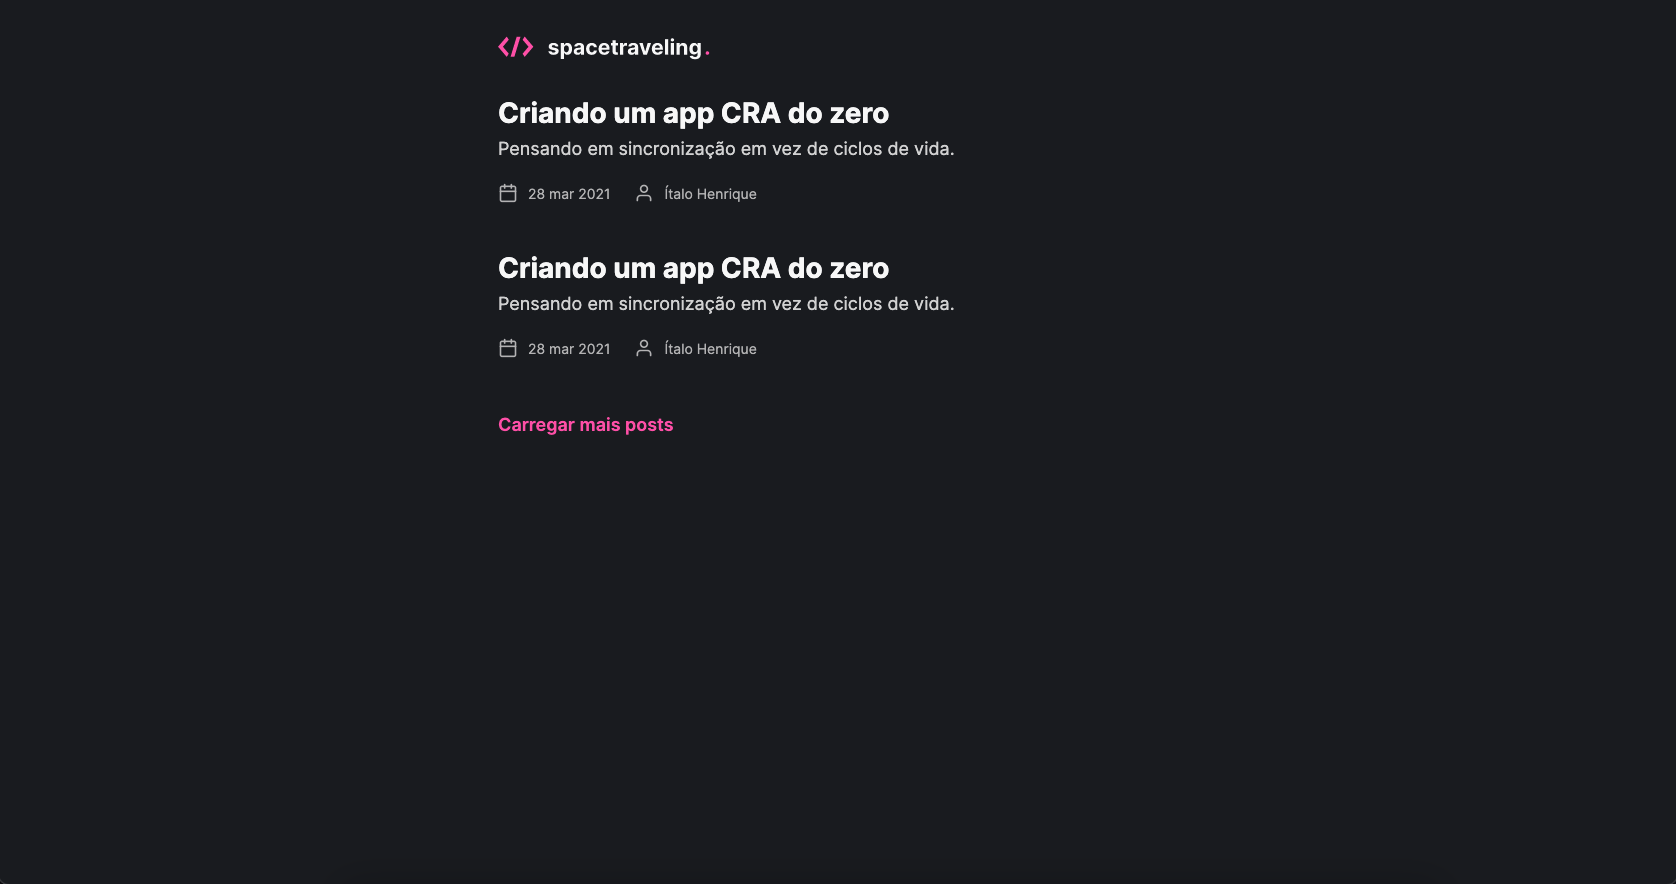 </> spacetraveling.
Criando um app CRA do zero
Pensando em sincronização em vez de ciclos de vida.
28 mar 2021 Ítalo Henrique
Criando um app CRA do zero
Pensando em sincronização em vez de ciclos de vida.
28 mar 2021 Ítalo Henrique
Carregar mais posts